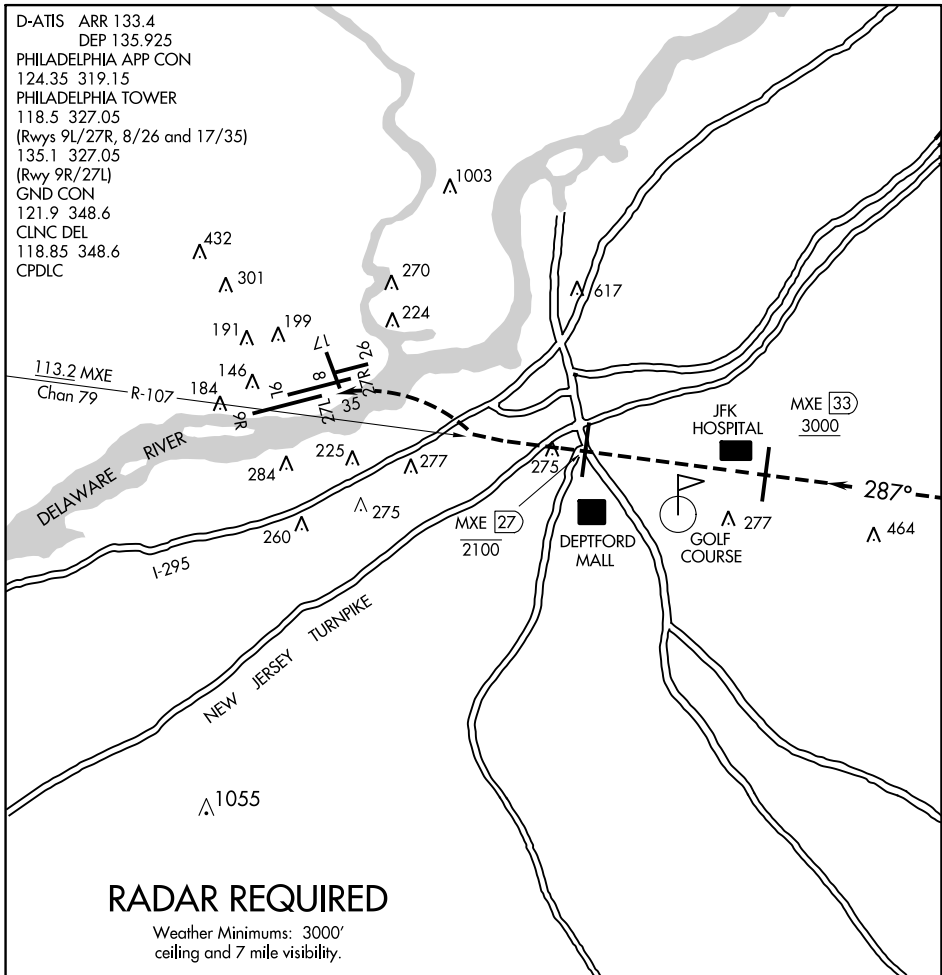 D-ATIS ARR 133.4
DEP 135.925
PHILADELPHIA APP CON
124.35 319.15
PHILADELPHIA TOWER
118.5 327.05
(Rwys 9L/27R, 8/26 and 17/35)
135.1 327.05
(Rwy 9R/27L)
GND CON
121.9 348.6
CLNC DEL
118.85 348.6
CPDLC
1003
432
301
270
617
191
199
224
17
26
8
113.2 MXE
Chan 79
R-107
146
9L
27R
184
35
9R
27L
JFK
HOSPITAL
MXE 33
3000
DELAWARE RIVER
225
284
277
275
287°
275
MXE 27
2100
260
DEPTFORD
MALL
GOLF
COURSE
277
464
I-295
NEW JERSEY TURNPIKE
1055
RADAR REQUIRED
Weather Minimums: 3000'
ceiling and 7 mile visibility.